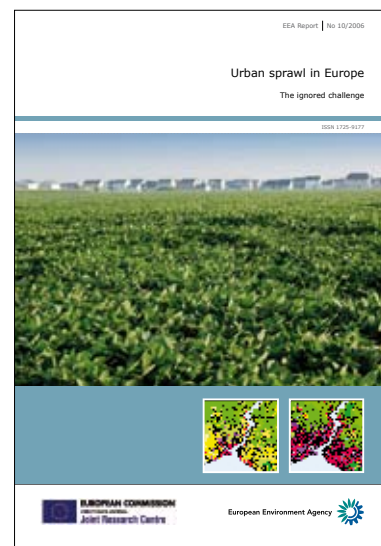 EEA Report | No 10/2006
Urban sprawl in Europe
The ignored challenge
ISSN 1725-9177
EUROPEAN COMMISSION
Joint Research Centre
European Environment Agency